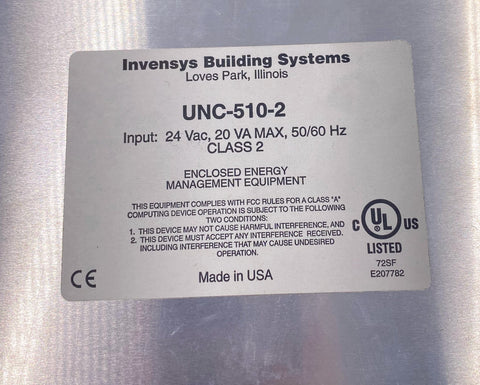 Invensys Building Systems
Loves Park, Illinois
UNC-510-2
Input: 24 Vac, 20 VA MAX, 50/60 Hz
CLASS 2
ENCLOSED ENERGY
MANAGEMENT EQUIPMENT
THIS EQUIPMENT COMPLIES WITH FCC RULES FOR A CLASS "A"
COMPUTING DEVICE OPERATION IS SUBJECT TO THE FOLLOWING
TWO CONDITIONS:
1. THIS DEVICE MAY NOT CAUSE HARMFUL INTERFERENCE, AND
2. THIS DEVICE MUST ACCEPT ANY INTERFERENCE RECEIVED
INCLUDING INTERFERENCE THAT MAY CAUSE UNDESIRED
OPERATION.
C UL US
LISTED
72SF
E207782
CE
Made in USA